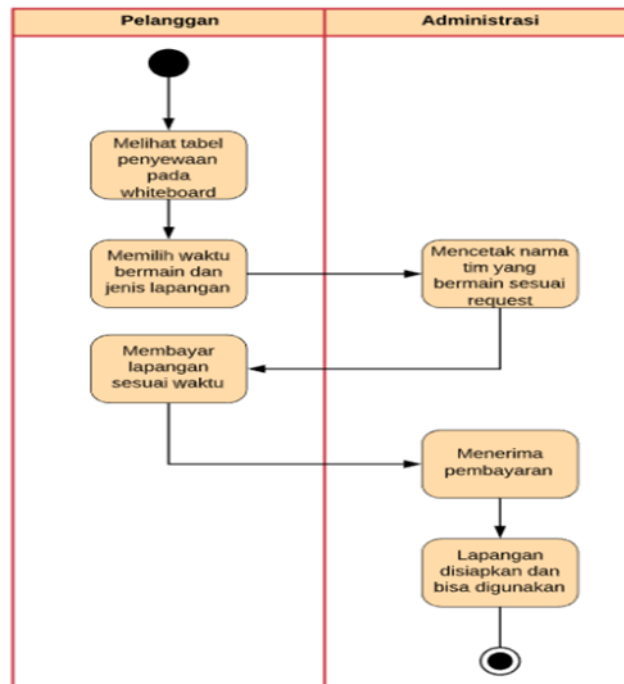 Pelanggan
Administrasi
Melihat tabel
penyewaan
pada
whiteboard
Memilih waktu
bermain dan
jenis lapangan
Mencetak nama
tim yang
bermain sesuai
request
Membayar
lapangan
sesuai waktu
Menerima
pembayaran
Lapangan
disiapkan dan
bisa digunakan